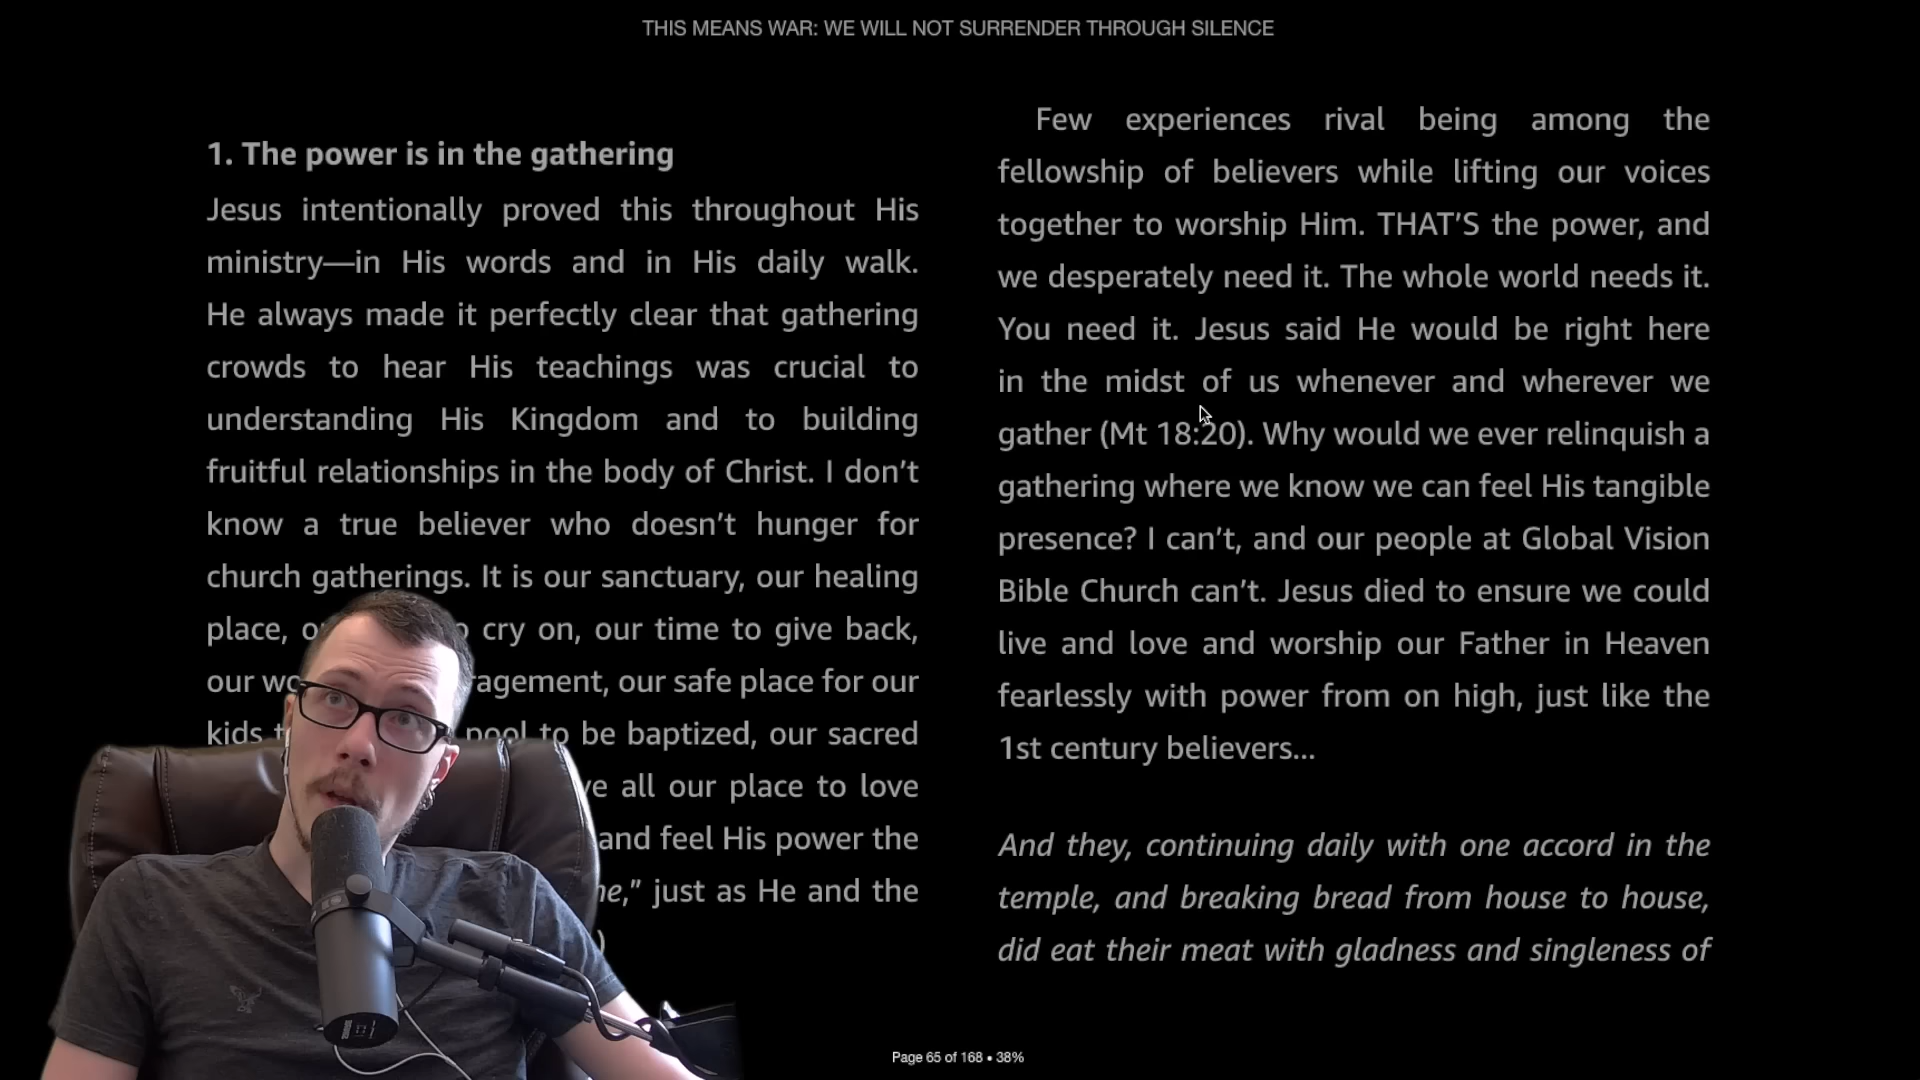 THIS MEANS WAR: WE WILL NOT SURRENDER THROUGH SILENCE
1. The power is in the gathering
Jesus intentionally proved this throughout His
ministry—in His words and in His daily walk.
He always made it perfectly clear that gathering
crowds to hear His teachings was crucial to
understanding His Kingdom and to building
fruitful relationships in the body of Christ. I don't
know a true believer who doesn't hunger for
church gatherings. It is our sanctuary, our healing
place, cry on, our time to give back,
our our safe place for our
kids pool to be baptized, our sacred
all our place to love
and feel His power the
just as He and the
Few experiences rival being among the
fellowship of believers while lifting our voices
together to worship Him. THAT'S the power, and
we desperately need it. The whole world needs it.
You need it. Jesus said He would be right here
in the midst of us whenever and wherever we
gather (Mt 18:20). Why would we ever relinquish a
gathering where we know we can feel His tangible
presence? I can't, and our people at Global Vision
Bible Church can't. Jesus died to ensure we could
live and love and worship our Father in Heaven
fearlessly with power from on high, just like the
1st century believers...
And they, continuing daily with one accord in the
temple, and breaking bread from house to house,
did eat their meat with gladness and singleness of
Page 65 of 168 • 38%